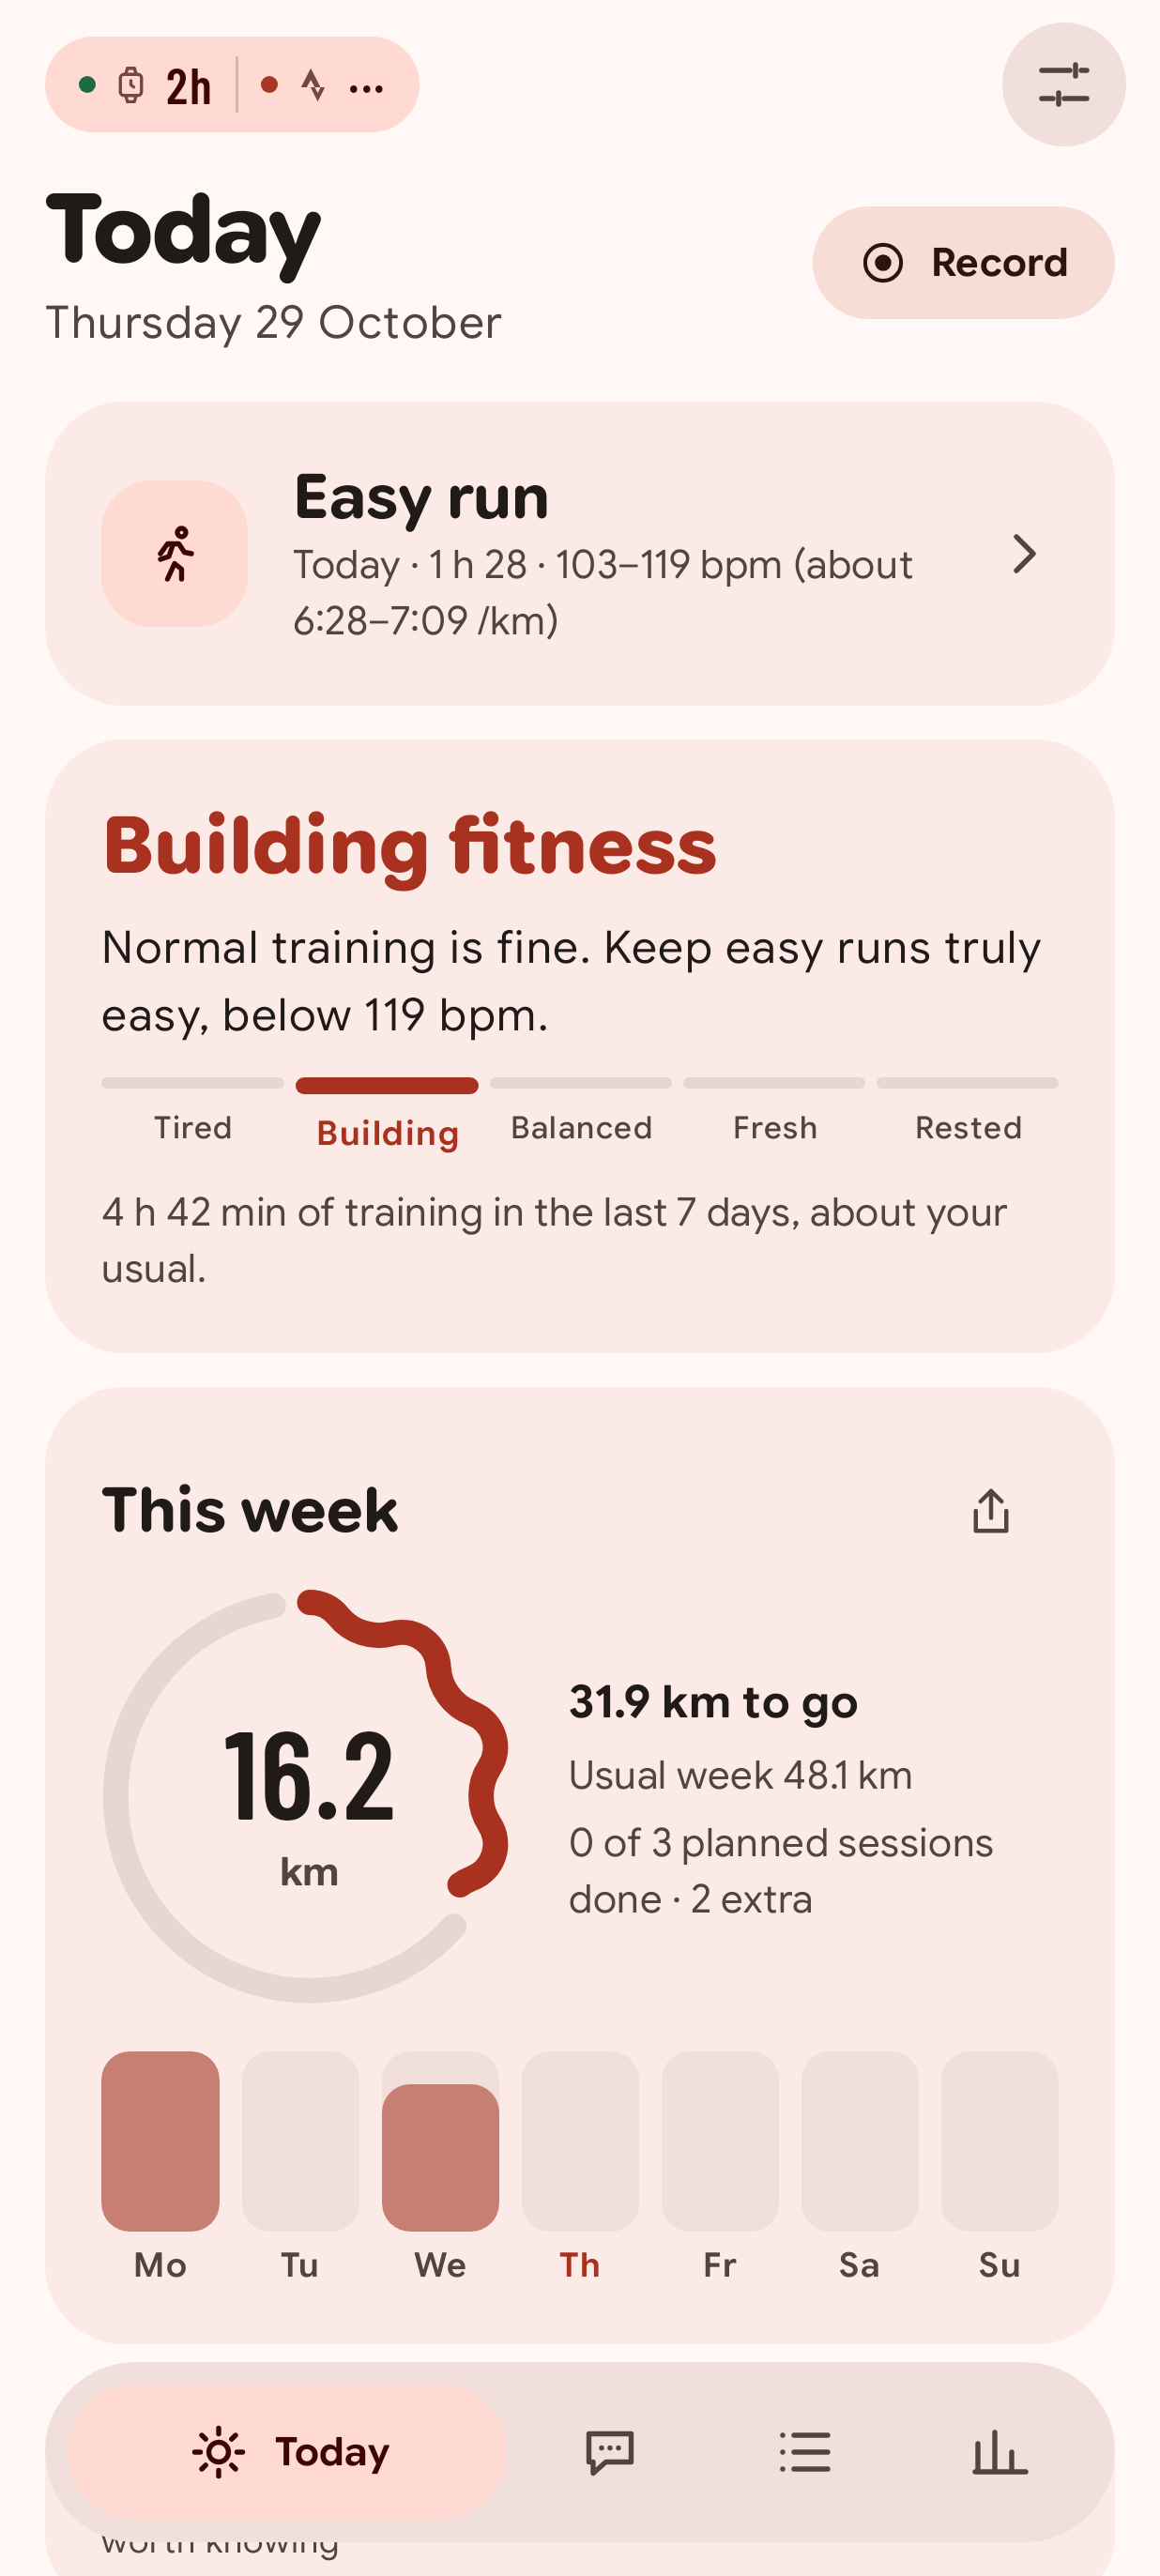 2h ...
Today
Record
Thursday 29 October
Easy run
Today · 1 h 28 · 103–119 bpm (about
6:28–7:09 /km)
Building fitness
Normal training is fine. Keep easy runs truly
easy, below 119 bpm.
Tired Building Balanced Fresh Rested
4 h 42 min of training in the last 7 days, about your
usual.
This week
16.2
km
31.9 km to go
Usual week 48.1 km
0 of 3 planned sessions
done · 2 extra
Mo Tu We Th Fr Sa Su
Today
worth knowing